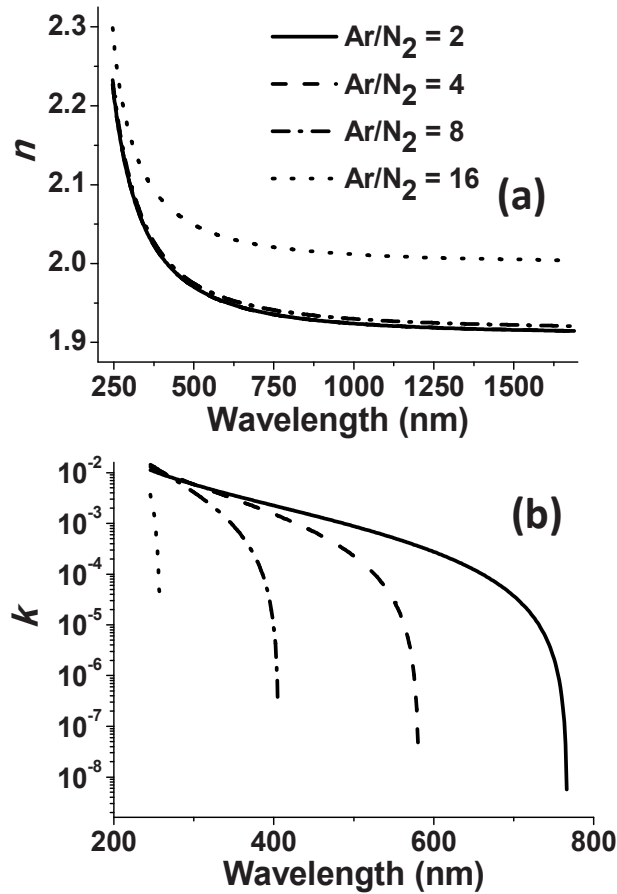 2.3
2.2
2.1
2.0
1.9
n
Ar/N2 = 2
Ar/N2 = 4
Ar/N2 = 8
Ar/N2 = 16
(a)
250 500 750 1000 1250 1500
Wavelength (nm)
10-2
10-3
10-4
10-5
10-6
10-7
10-8
k
(b)
200 400 600 800
Wavelength (nm)